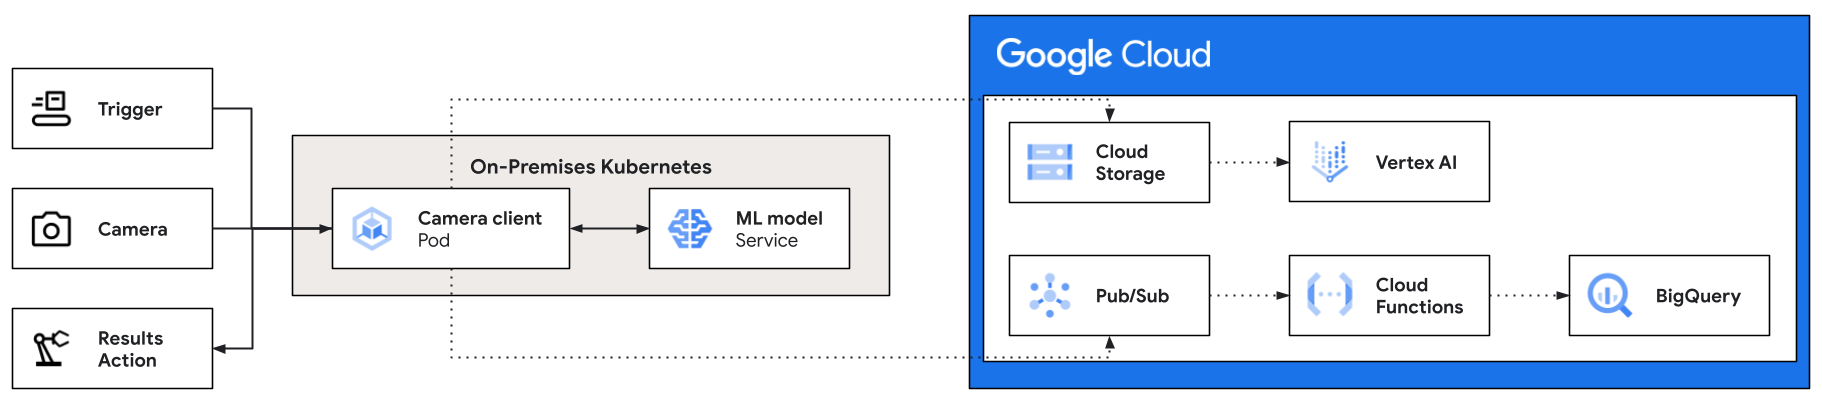 Trigger
Camera
Results
Action
On-Premises Kubernetes
Camera client
Pod
ML model
Service
Google Cloud
Cloud
Storage
Vertex AI
Pub/Sub
Cloud
Functions
BigQuery